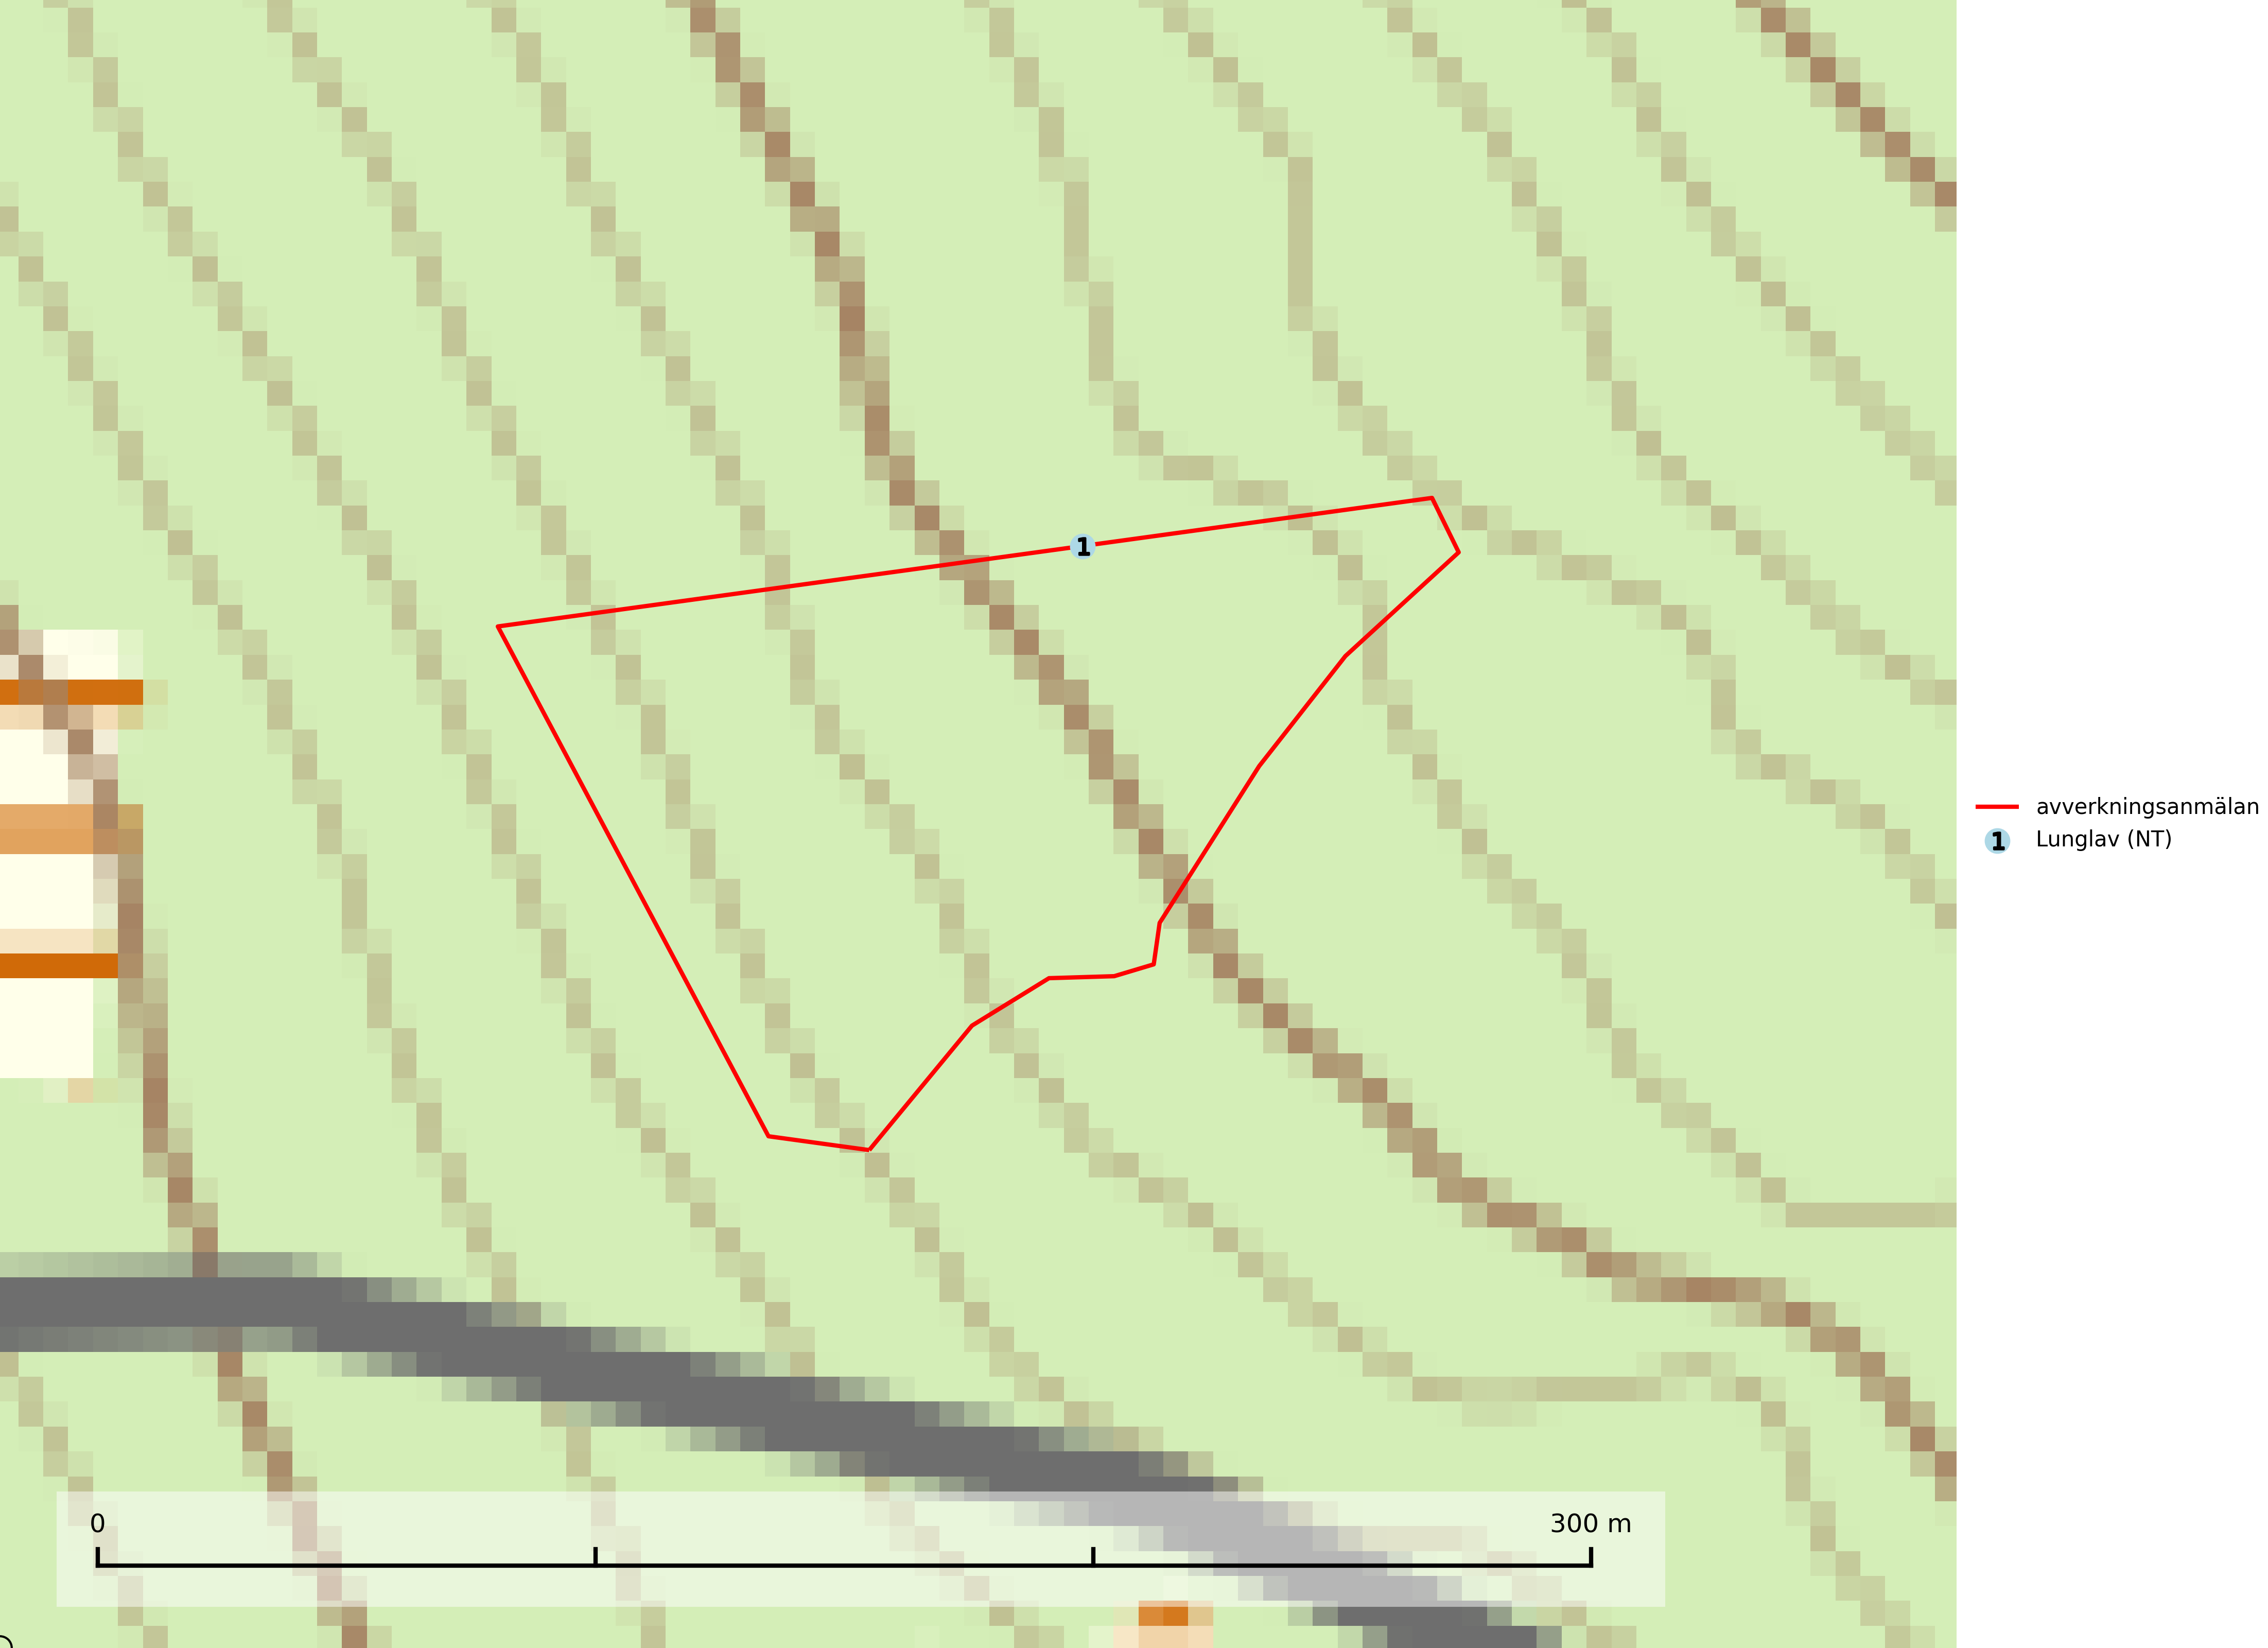 1
avverkningsanmälan
1 Lunglav (NT)
0 300 m